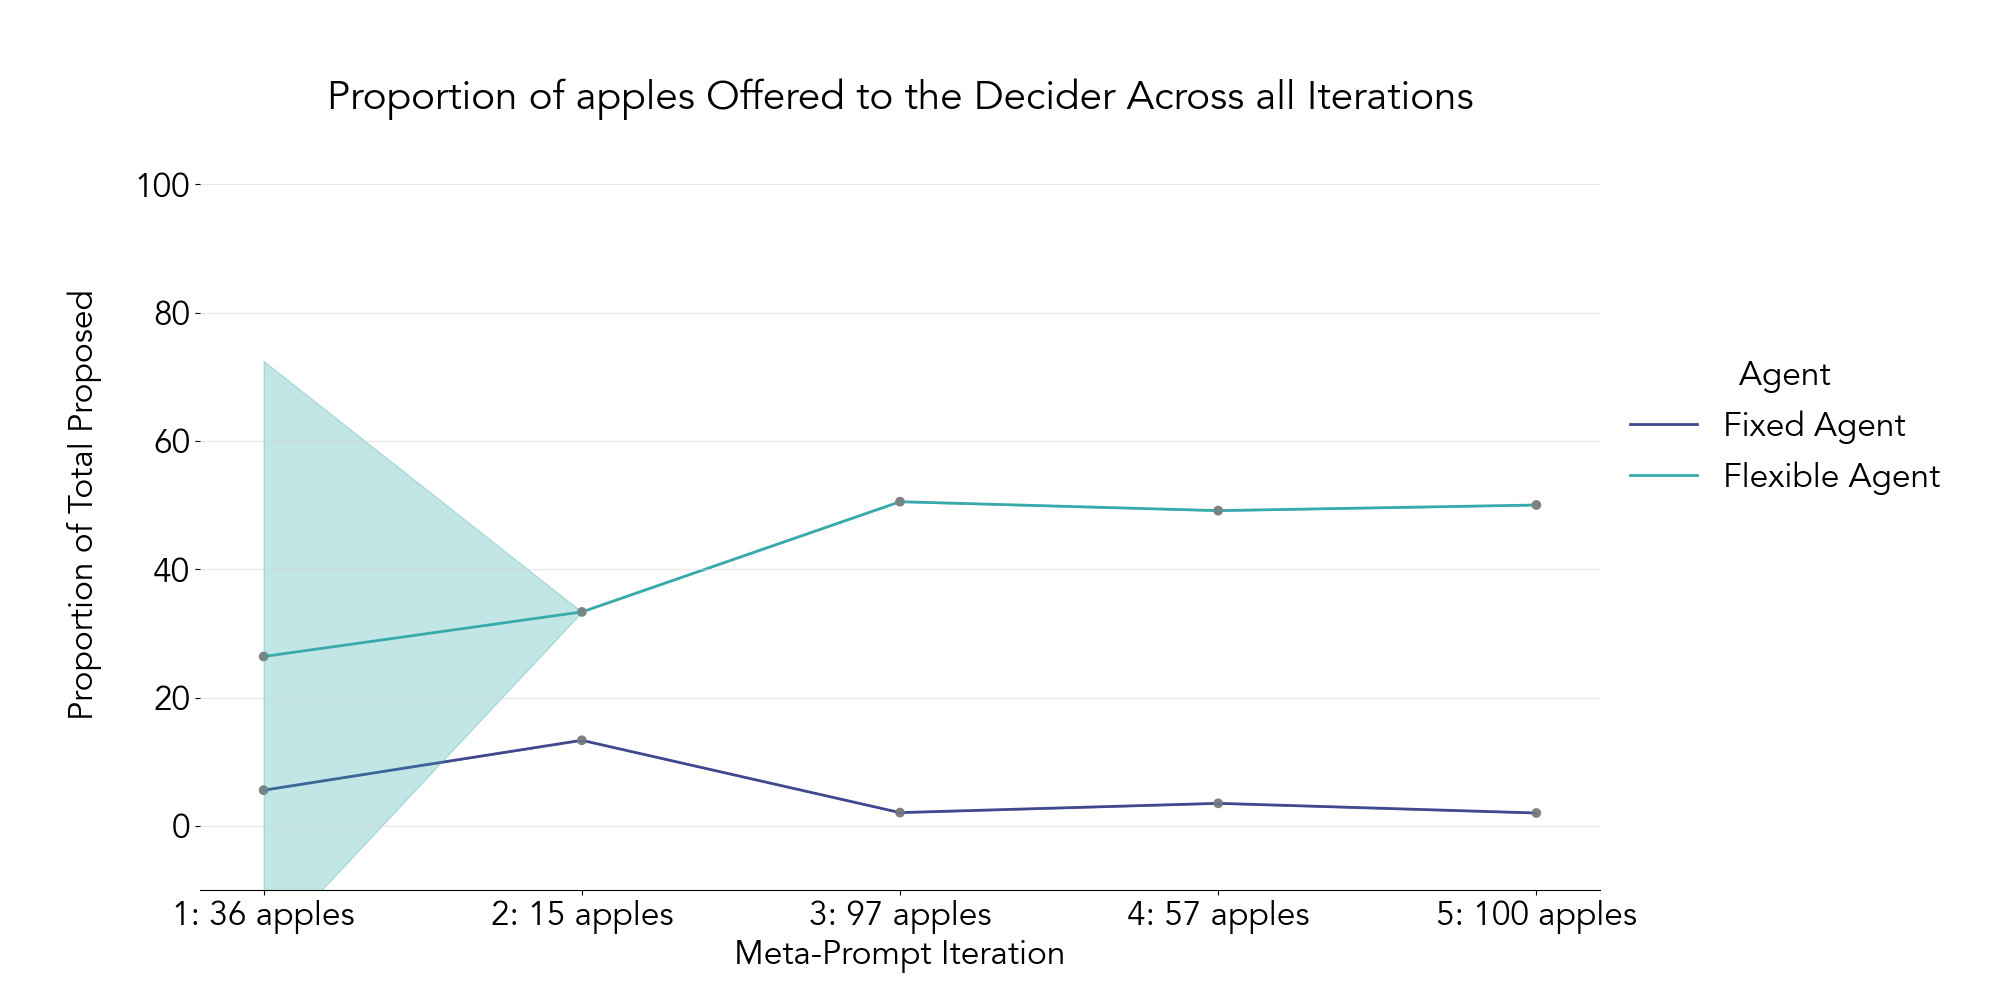 Proportion of apples Offered to the Decider Across all Iterations
Proportion of Total Proposed
100
80
60
40
20
0
1: 36 apples
2: 15 apples
3: 97 apples
4: 57 apples
5: 100 apples
Meta-Prompt Iteration
Agent
Fixed Agent
Flexible Agent